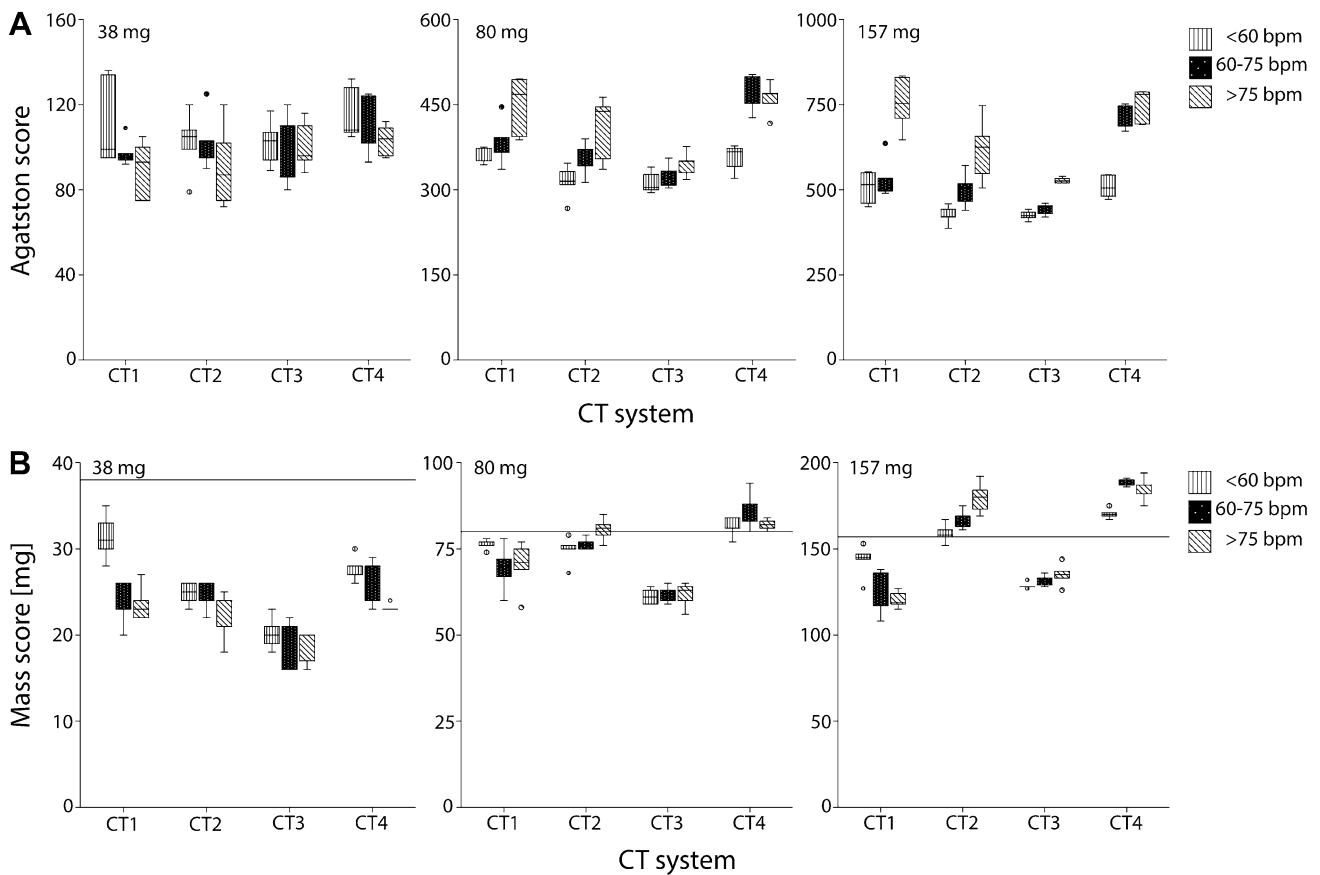 A
Agatston score
38 mg
160
120
80
40
0
CT1 CT2 CT3 CT4
80 mg
600
450
300
150
0
CT1 CT2 CT3 CT4
157 mg
1000
750
500
250
0
CT1 CT2 CT3 CT4
<60 bpm
60-75 bpm
>75 bpm
CT system
B
Mass score [mg]
38 mg
40
30
20
10
0
CT1 CT2 CT3 CT4
80 mg
100
75
50
25
0
CT1 CT2 CT3 CT4
157 mg
200
150
100
50
0
CT1 CT2 CT3 CT4
<60 bpm
60-75 bpm
>75 bpm
CT system